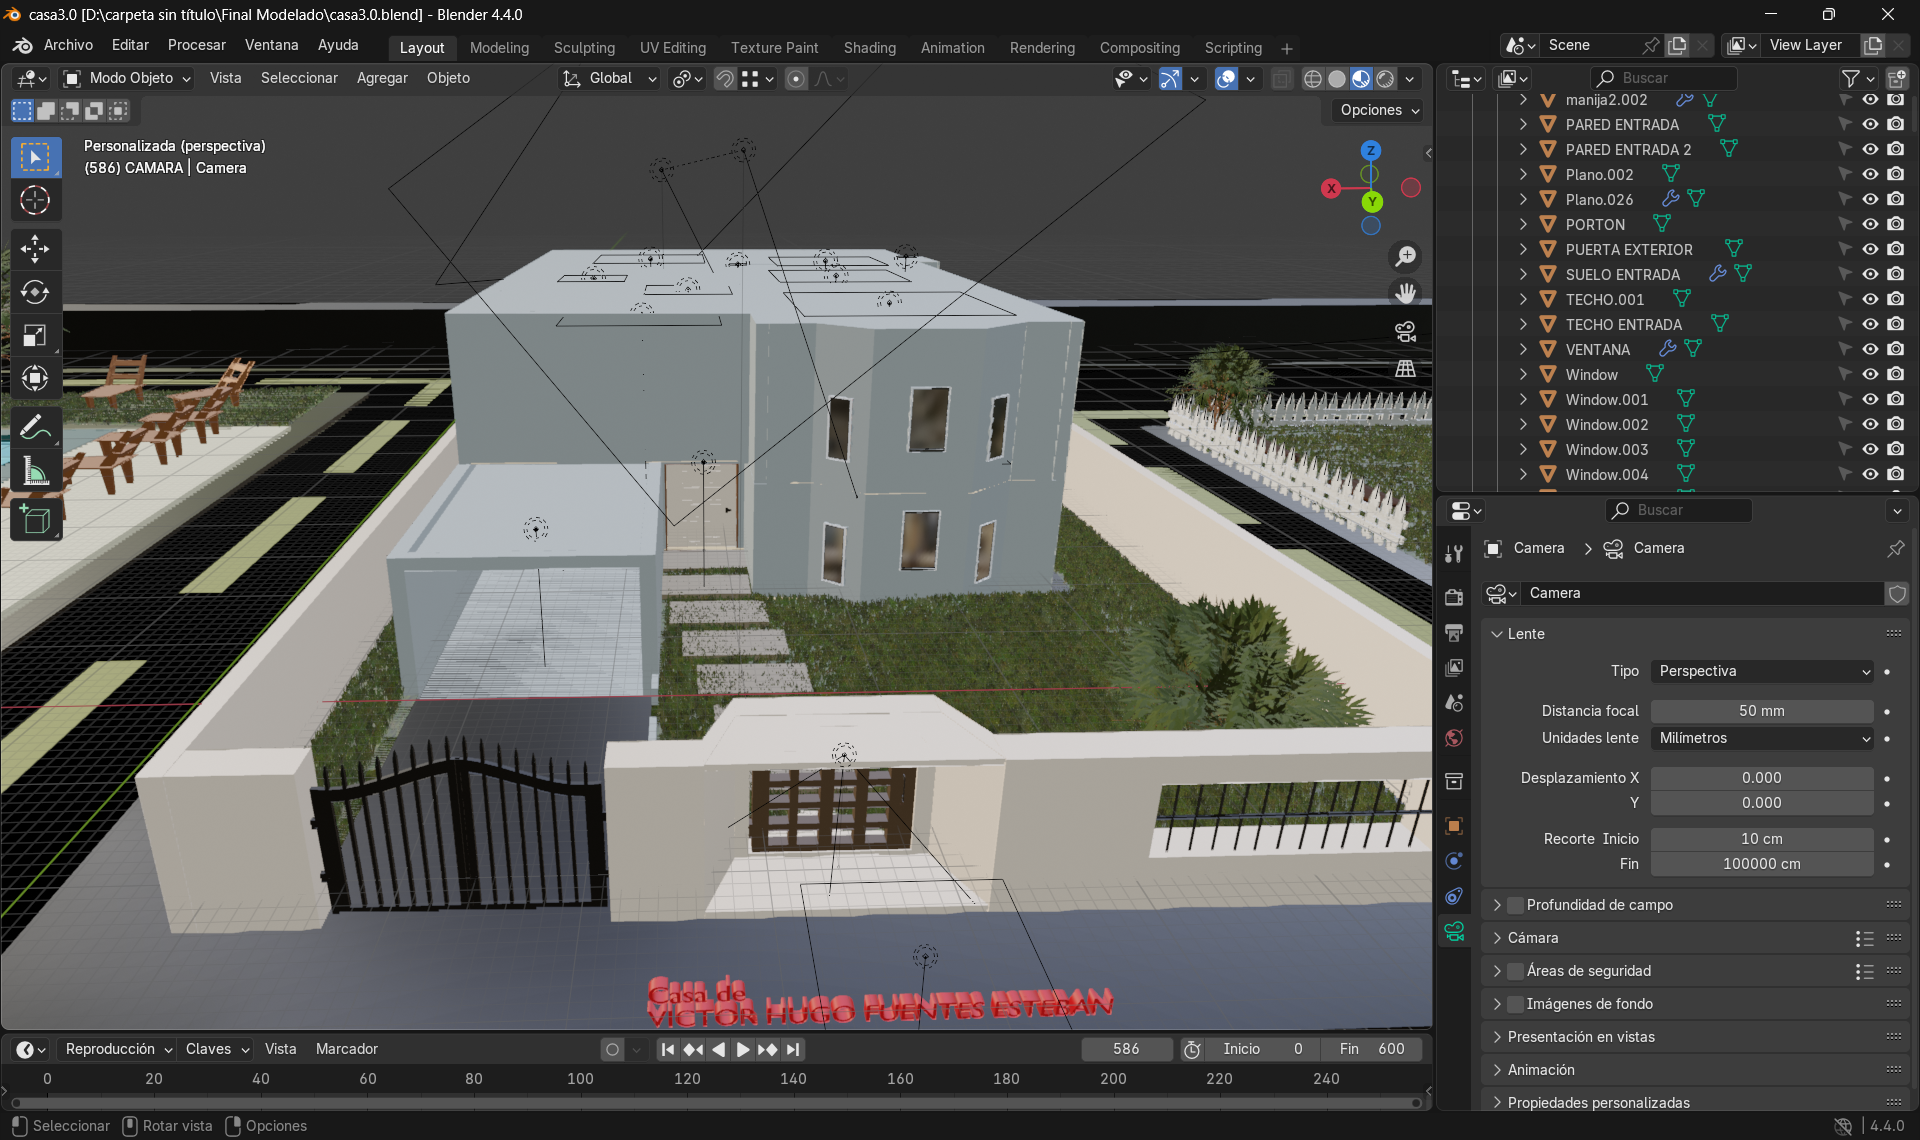 casa3.0 [D:\carpeta sin título\Final Modelado\casa3.0.blend] - Blender 4.4.0
Archivo Editar Procesar Ventana Ayuda Layout Modeling Sculpting UV Editing Texture Paint Shading Animation Rendering Compositing Scripting + Scene View Layer
Modo Objeto Vista Seleccionar Agregar Objeto Global
Opciones
Personalizada (perspectiva)
(586) CAMARA | Camera
Z
X
Y
Casa de
VICTOR HUGO FUENTES ESTEBAN
Buscar
manija2.002
PARED ENTRADA
PARED ENTRADA 2
Plano.002
Plano.026
PORTON
PUERTA EXTERIOR
SUELO ENTRADA
TECHO.001
TECHO ENTRADA
VENTANA
Window
Window.001
Window.002
Window.003
Window.004
Buscar
Camera > Camera
Camera
Lente
Tipo Perspectiva
Distancia focal 50 mm
Unidades lente Milímetros
Desplazamiento X 0.000
Y 0.000
Recorte Inicio 10 cm
Fin 100000 cm
Profundidad de campo
Cámara
Áreas de seguridad
Imágenes de fondo
Presentación en vistas
Animación
Propiedades personalizadas
Reproducción Claves Vista Marcador 586 Inicio 0 Fin 600
0 20 40 60 80 100 120 140 160 180 200 220 240
Seleccionar Rotar vista Opciones 4.4.0